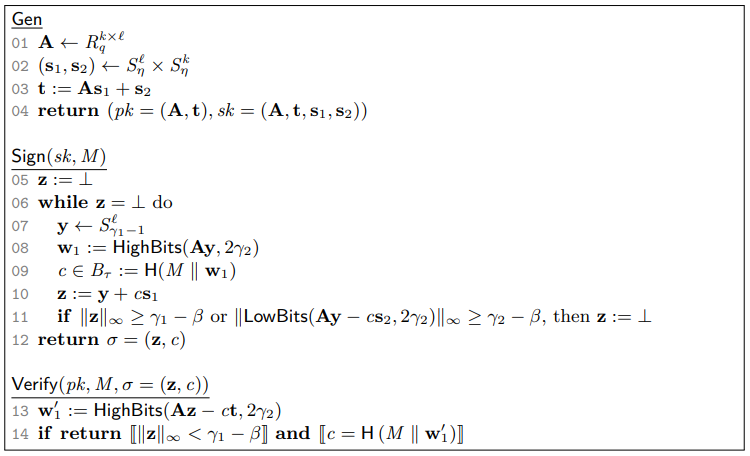 Gen
01 A ← R_q^{k×ℓ}
02 (s₁, s₂) ← S_η^ℓ × S_η^k
03 t := As₁ + s₂
04 return (pk = (A, t), sk = (A, t, s₁, s₂))
Sign(sk, M)
05 z := ⊥
06 while z = ⊥ do
07 y ← S_{γ₁−1}^ℓ
08 w₁ := HighBits(Ay, 2γ₂)
09 c ∈ B_τ := H(M ∥ w₁)
10 z := y + cs₁
11 if ‖z‖_∞ ≥ γ₁ − β or ‖LowBits(Ay − cs₂, 2γ₂)‖_∞ ≥ γ₂ − β, then z := ⊥
12 return σ = (z, c)
Verify(pk, M, σ = (z, c))
13 w′₁ := HighBits(Az − ct, 2γ₂)
14 if return ⟦‖z‖_∞ < γ₁ − β⟧ and ⟦c = H (M ∥ w′₁)⟧